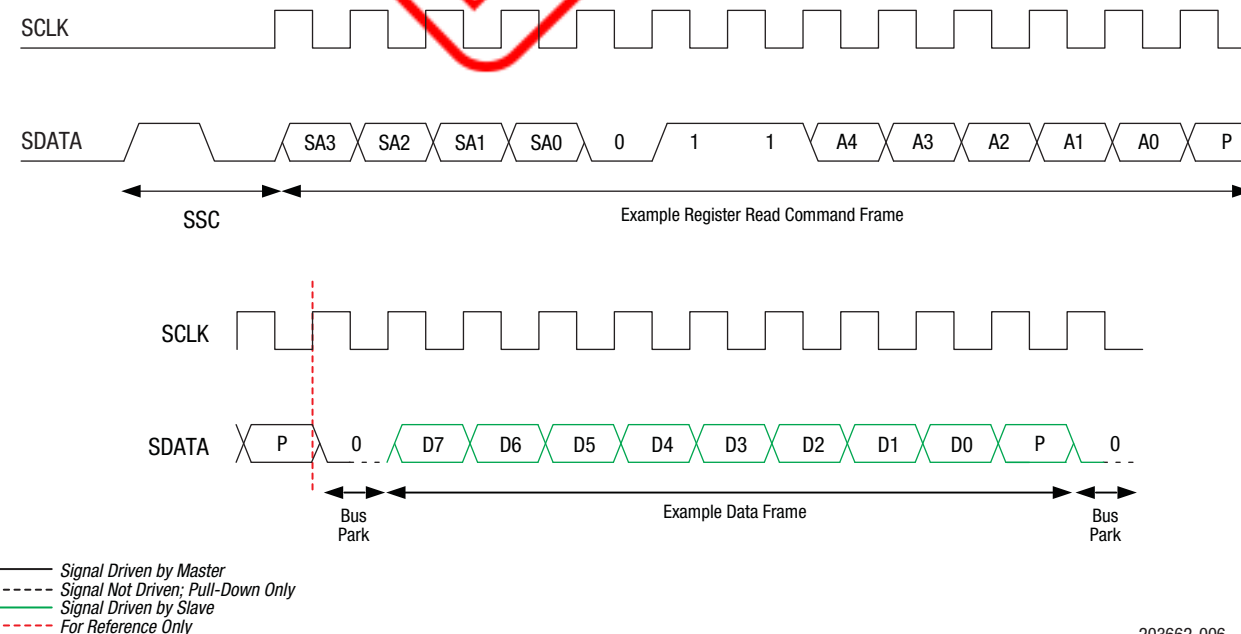 SCLK
SDATA SA3 SA2 SA1 SA0 0 1 1 A4 A3 A2 A1 A0 P
SSC
Example Register Read Command Frame
SCLK
SDATA P 0 D7 D6 D5 D4 D3 D2 D1 D0 P 0
Bus
Park
Example Data Frame
Bus
Park
Signal Driven by Master
Signal Not Driven; Pull-Down Only
Signal Driven by Slave
For Reference Only
203662-006